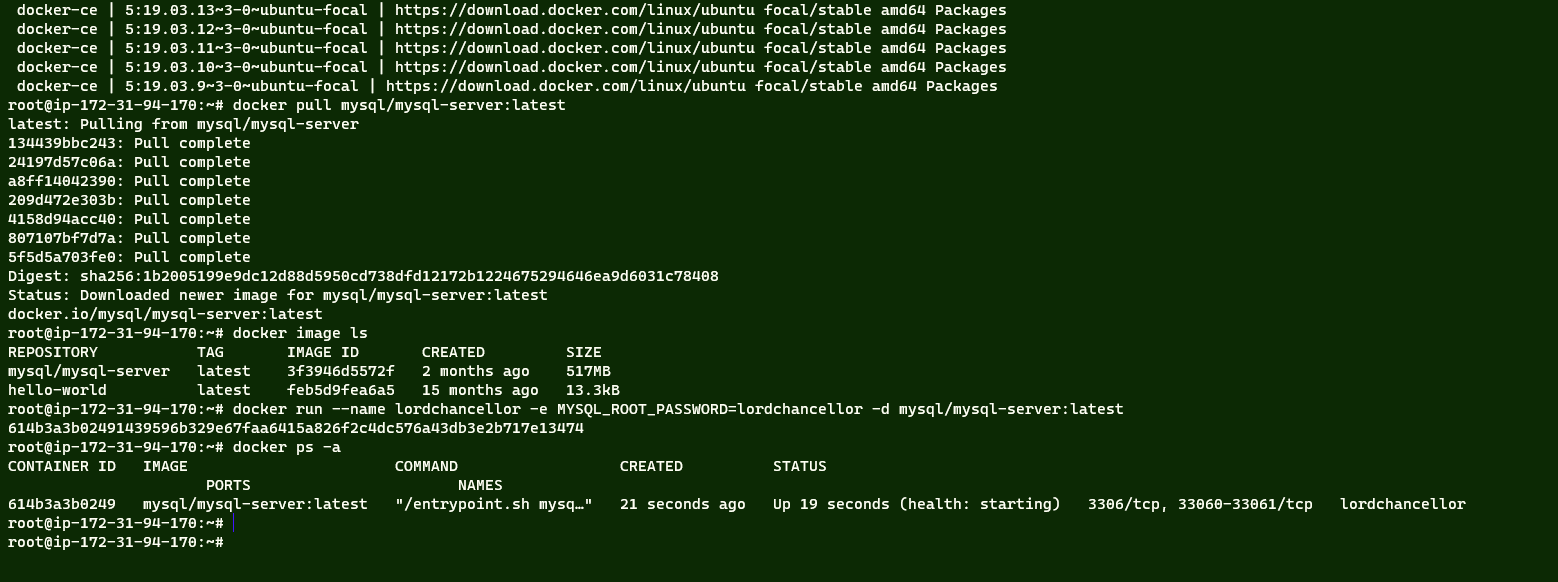 docker-ce | 5:19.03.13~3-0~ubuntu-focal | https://download.docker.com/linux/ubuntu focal/stable amd64 Packages
docker-ce | 5:19.03.12~3-0~ubuntu-focal | https://download.docker.com/linux/ubuntu focal/stable amd64 Packages
docker-ce | 5:19.03.11~3-0~ubuntu-focal | https://download.docker.com/linux/ubuntu focal/stable amd64 Packages
docker-ce | 5:19.03.10~3-0~ubuntu-focal | https://download.docker.com/linux/ubuntu focal/stable amd64 Packages
docker-ce | 5:19.03.9~3-0~ubuntu-focal | https://download.docker.com/linux/ubuntu focal/stable amd64 Packages
root@ip-172-31-94-170:~# docker pull mysql/mysql-server:latest
latest: Pulling from mysql/mysql-server
134439bbc243: Pull complete
24197d57c06a: Pull complete
a8ff14042390: Pull complete
209d472e303b: Pull complete
4158d94acc40: Pull complete
807107bf7d7a: Pull complete
5f5d5a703fe0: Pull complete
Digest: sha256:1b2005199e9dc12d88d5950cd738dfd12172b1224675294646ea9d6031c78408
Status: Downloaded newer image for mysql/mysql-server:latest
docker.io/mysql/mysql-server:latest
root@ip-172-31-94-170:~# docker image ls
REPOSITORY TAG IMAGE ID CREATED SIZE
mysql/mysql-server latest 3f3946d5572f 2 months ago 517MB
hello-world latest feb5d9fea6a5 15 months ago 13.3kB
root@ip-172-31-94-170:~# docker run --name lordchancellor -e MYSQL_ROOT_PASSWORD=lordchancellor -d mysql/mysql-server:latest
614b3a3b02491439596b329e67faa6415a826f2c4dc576a43db3e2b717e13474
root@ip-172-31-94-170:~# docker ps -a
CONTAINER ID IMAGE COMMAND CREATED STATUS
PORTS NAMES
614b3a3b0249 mysql/mysql-server:latest "/entrypoint.sh mysq…" 21 seconds ago Up 19 seconds (health: starting) 3306/tcp, 33060-33061/tcp lordchancellor
root@ip-172-31-94-170:~#
root@ip-172-31-94-170:~#